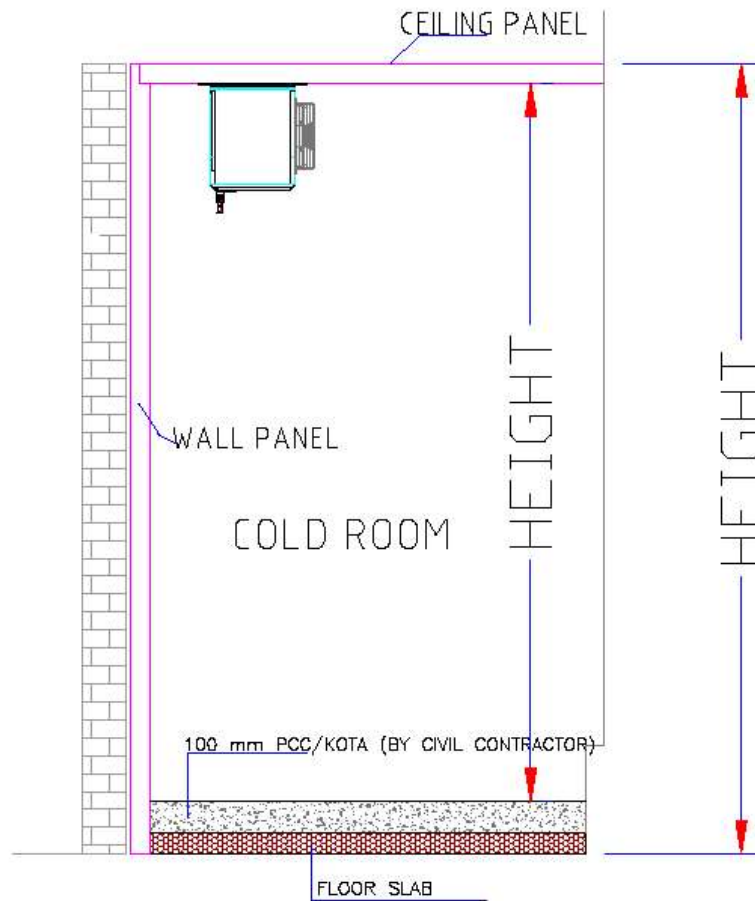 CEILING PANEL
HEIGHT
HEIGHT
WALL PANEL
COLD ROOM
100 mm PCC/KOTA (BY CIVIL CONTRACTOR)
FLOOR SLAB